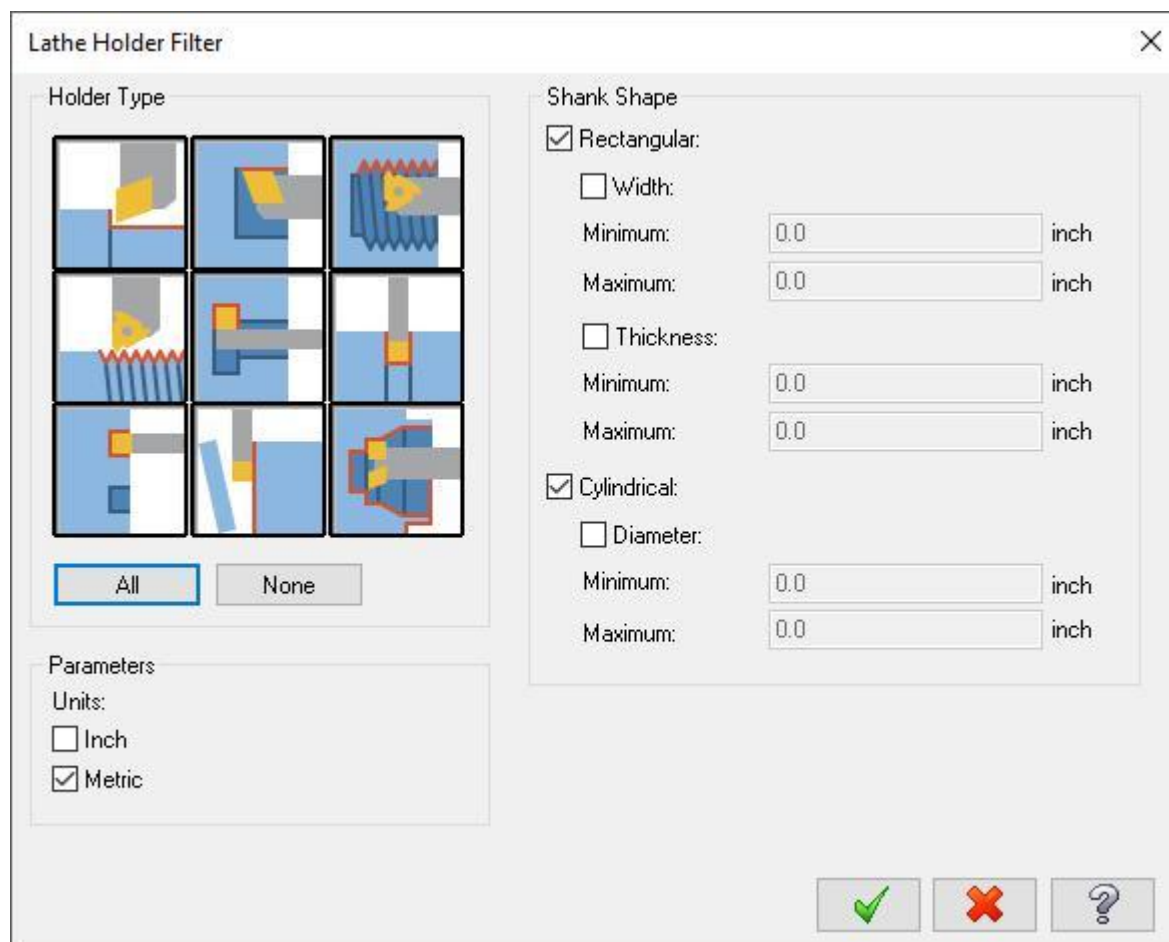 Lathe Holder Filter
Holder Type
All
None
Parameters
Units:
Inch
Metric
Shank Shape
Rectangular:
Width:
Minimum: 0.0 inch
Maximum: 0.0 inch
Thickness:
Minimum: 0.0 inch
Maximum: 0.0 inch
Cylindrical:
Diameter:
Minimum: 0.0 inch
Maximum: 0.0 inch